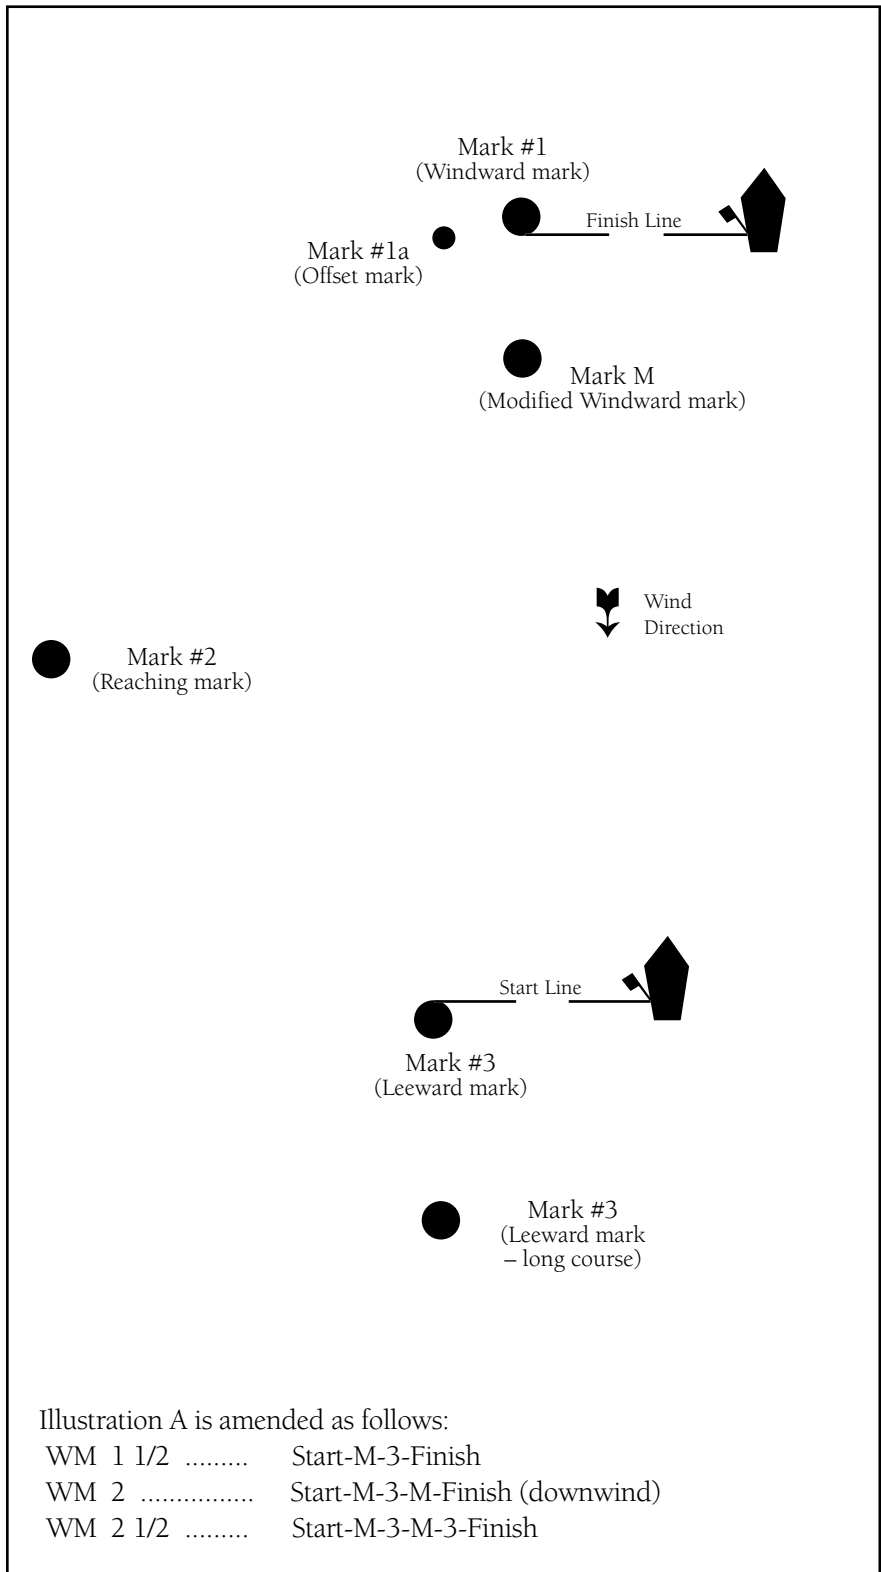 Mark #1
(Windward mark)
Finish Line
Mark #1a
(Offset mark)
Mark M
(Modified Windward mark)
Wind
Direction
Mark #2
(Reaching mark)
Start Line
Mark #3
(Leeward mark)
Mark #3
(Leeward mark
– long course)
Illustration A is amended as follows:
WM 1 1/2 ......... Start-M-3-Finish
WM 2 ................ Start-M-3-M-Finish (downwind)
WM 2 1/2 ......... Start-M-3-M-3-Finish